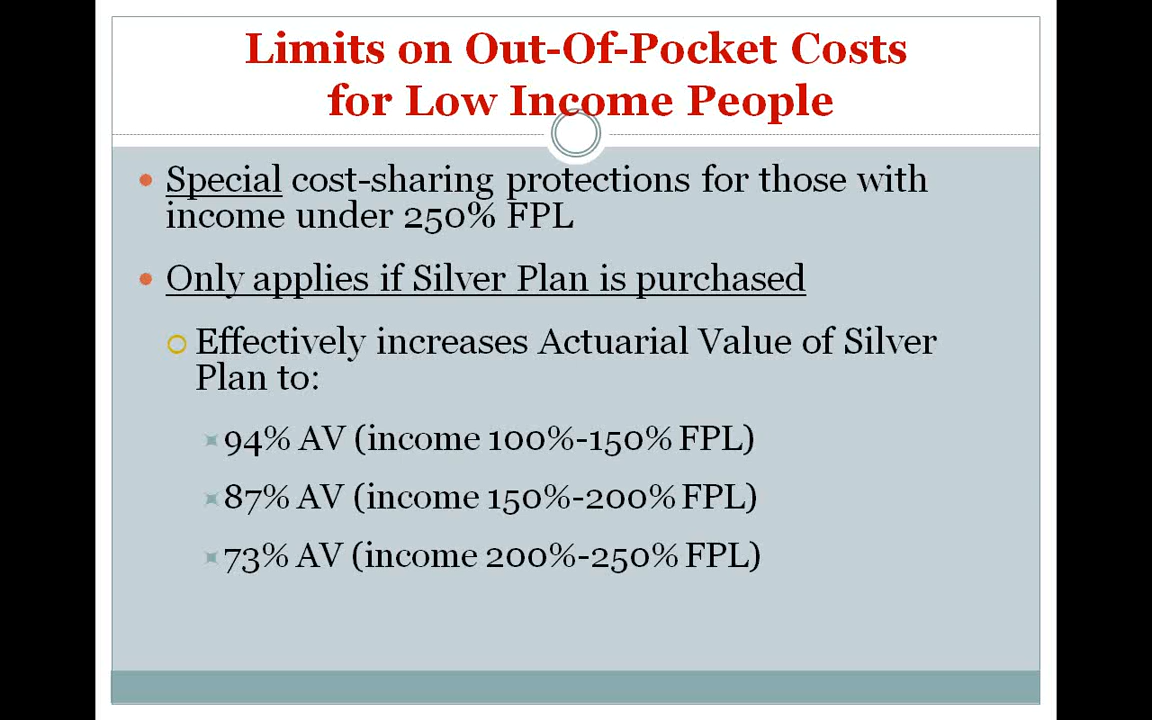 Limits on Out-Of-Pocket Costs
for Low Income People
Special cost-sharing protections for those with
income under 250% FPL
Only applies if Silver Plan is purchased
Effectively increases Actuarial Value of Silver
Plan to:
94% AV (income 100%-150% FPL)
87% AV (income 150%-200% FPL)
73% AV (income 200%-250% FPL)